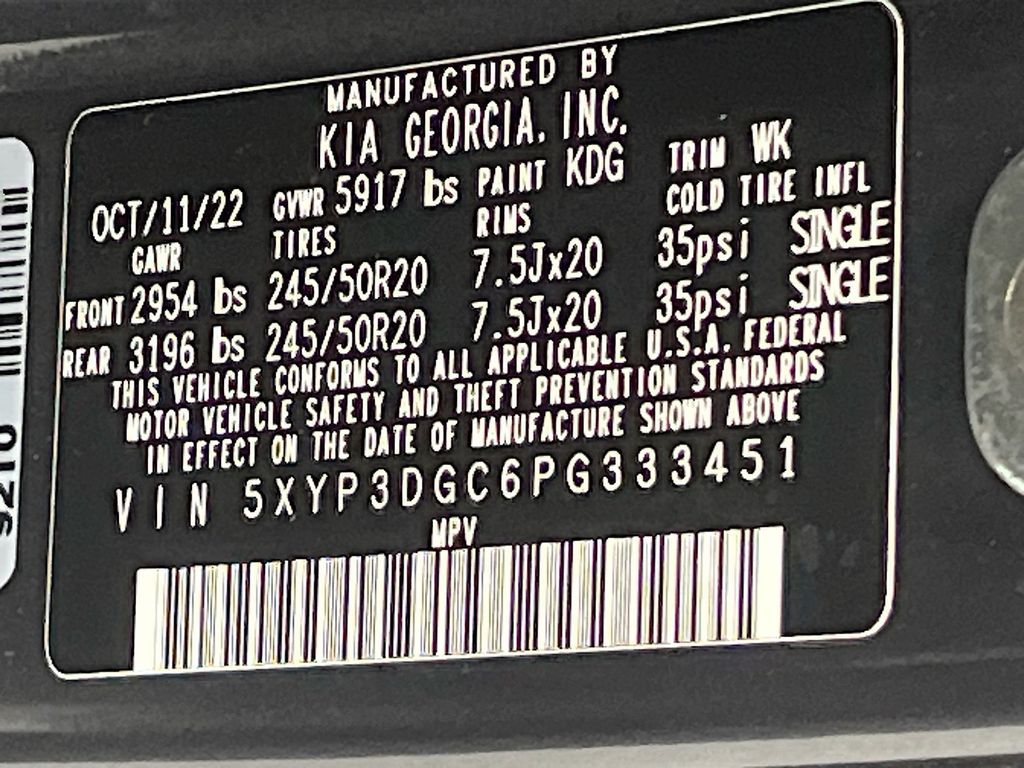 MANUFACTURED BY
KIA GEORGIA, INC.
OCT/11/22 GVWR 5917 lbs PAINT KDG TRIM WK
GAWR TIRES RIMS COLD TIRE INFL
FRONT 2954 lbs 245/50R20 7.5Jx20 35psi SINGLE
REAR 3196 lbs 245/50R20 7.5Jx20 35psi SINGLE
THIS VEHICLE CONFORMS TO ALL APPLICABLE U.S.A. FEDERAL
MOTOR VEHICLE SAFETY AND THEFT PREVENTION STANDARDS
IN EFFECT ON THE DATE OF MANUFACTURE SHOWN ABOVE
VIN 5XYP3DGC6PG333451
MPV